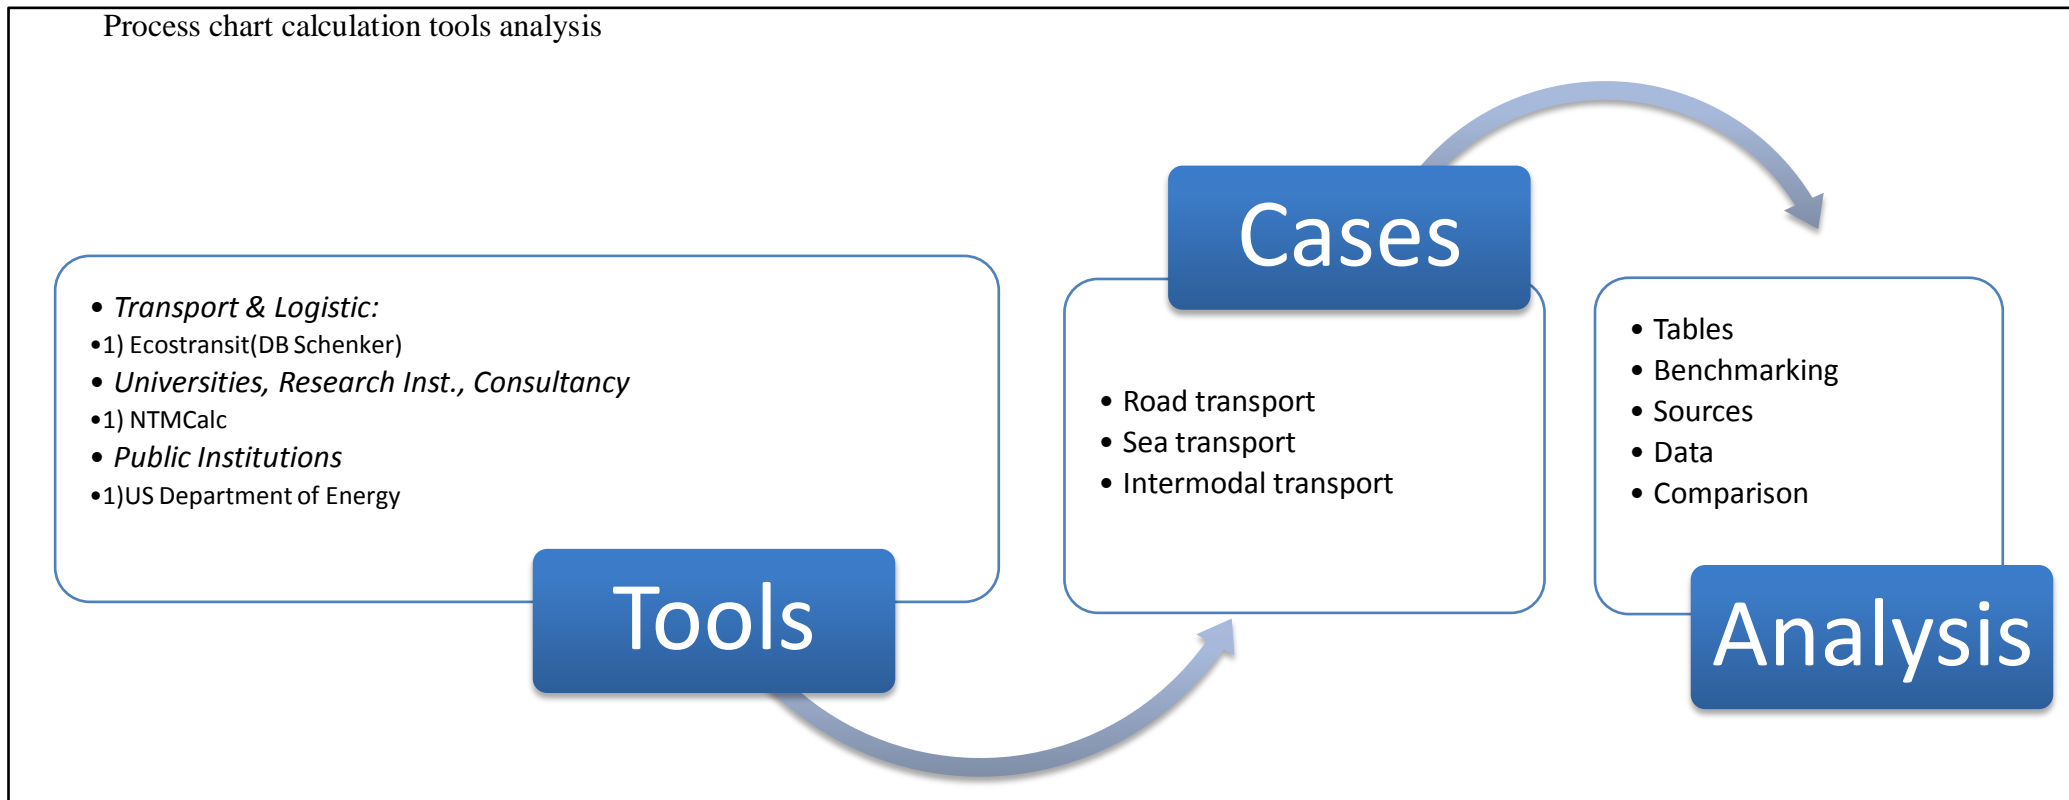 Process chart calculation tools analysis
• Transport & Logistic:
•1) Ecostransit(DB Schenker)
• Universities, Research Inst., Consultancy
•1) NTMCalc
• Public Institutions
•1)US Department of Energy
Tools
Cases
• Road transport
• Sea transport
• Intermodal transport
• Tables
• Benchmarking
• Sources
• Data
• Comparison
Analysis